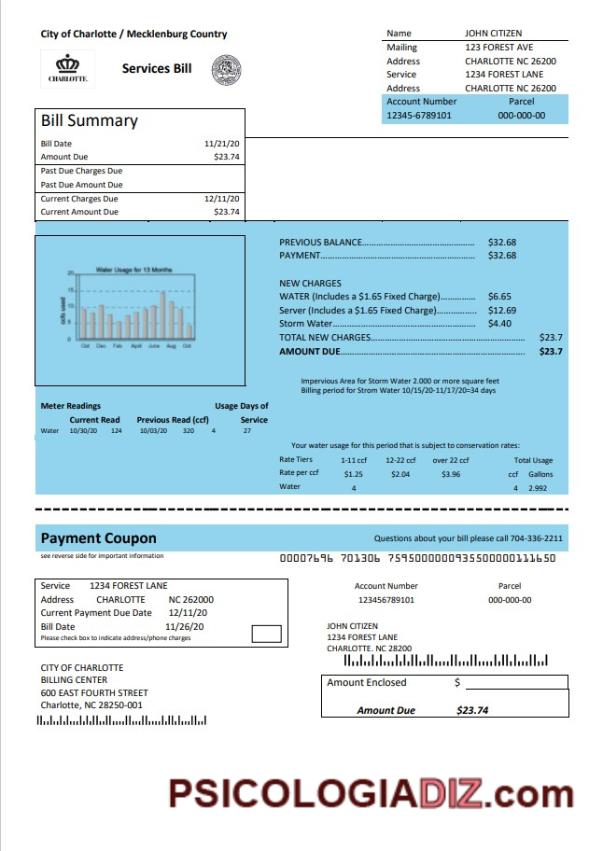 City of Charlotte / Mecklenburg Country
CHARLOTTE.
Services Bill
Name JOHN CITIZEN
Mailing 123 FOREST AVE
Address CHARLOTTE NC 26200
Service 1234 FOREST LANE
Address CHARLOTTE NC 26200
Account Number Parcel
12345-6789101 000-000-00
Bill Summary
Bill Date 11/21/20
Amount Due $23.74
Past Due Charges Due
Past Due Amount Due
Current Charges Due 12/11/20
Current Amount Due $23.74
Water Usage for 13 Months
ccfs used
20
15
10
5
0
Oct Dec Feb April June Aug Oct
PREVIOUS BALANCE.......................................... $32.68
PAYMENT.......................................................... $32.68
NEW CHARGES
WATER (Includes a $1.65 Fixed Charge)............. $6.65
Server (Includes a $1.65 Fixed Charge)............... $12.69
Storm Water..................................................... $4.40
TOTAL NEW CHARGES........................................................ $23.7
AMOUNT DUE.................................................................. $23.7
Impervious Area for Storm Water 2.000 or more square feet
Billing period for Strom Water 10/15/20-11/17/20=34 days
Meter Readings Usage Days of
Current Read Previous Read (ccf) Service
Water 10/30/20 124 10/03/20 320 4 27
Your water usage for this period that is subject to conservation rates:
Rate Tiers 1-11 ccf 12-22 ccf over 22 ccf Total Usage
Rate per ccf $1.25 $2.04 $3.96 ccf Gallons
Water 4 4 2.992
Payment Coupon
Questions about your bill please call 704-336-2211
see reverse side for important information
00007696 701306 759500000093550000011165​0
Service 1234 FOREST LANE
Address CHARLOTTE NC 262000
Current Payment Due Date 12/11/20
Bill Date 11/26/20
Please check box to indicate address/phone charges
Account Number Parcel
123456789101 000-000-00
JOHN CITIZEN
1234 FOREST LANE
CHARLOTTE. NC 28200
CITY OF CHARLOTTE
BILLING CENTER
600 EAST FOURTH STREET
Charlotte, NC 28250-001
Amount Enclosed $
Amount Due $23.74
PSICOLOGIADIZ.com